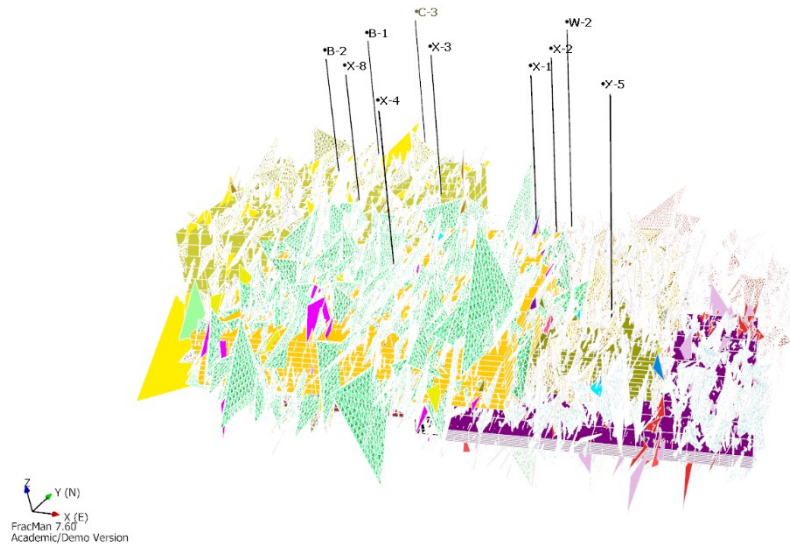 •C-3
•B-1
•W-2
•B-2
•X-3
•X-2
•X-8
•X-1
•X-4
•X-5
Z
Y (N)
X (E)
FracMan 7.60
Academic/Demo Version